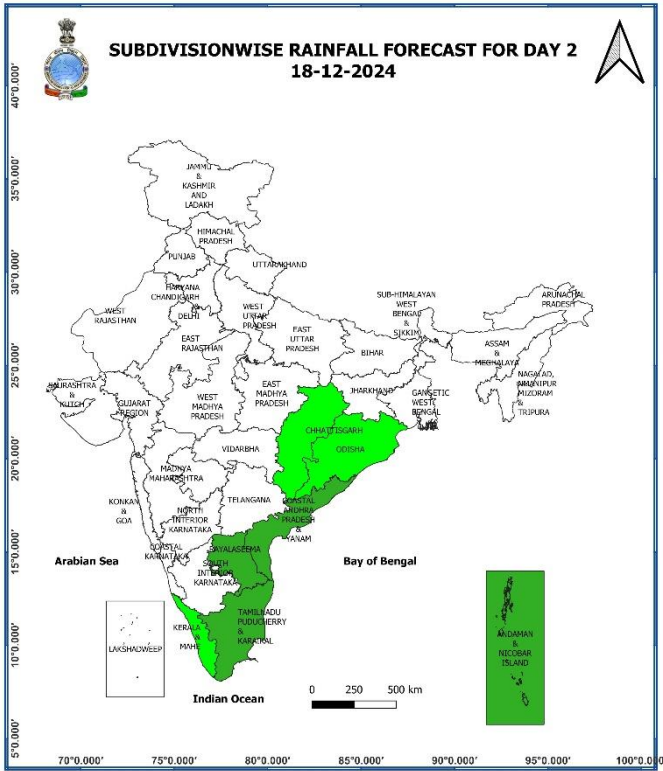 SUBDIVISIONWISE RAINFALL FORECAST FOR DAY 2
18-12-2024
40°0.000'
35°0.000'
30°0.000'
25°0.000'
20°0.000'
15°0.000'
10°0.000'
5°0.000'
JAMMU
&
KASHMIR
AND
LADAKH
HIMACHAL
PRADESH
PUNJAB
UTTARAKHAND
HARYANA
CHANDIGARH
&
DELHI
WEST
RAJASTHAN
EAST
RAJASTHAN
WEST
UTTAR
PRADESH
EAST
UTTAR
PRADESH
SUB-HIMALAYAN
WEST
BENGAL
&
SIKKIM
ARUNACHAL
PRADESH
BIHAR
ASSAM
&
MEGHALAYA
NAGALAD,
MANIPUR
MIZORAM
&
TRIPURA
SAURASHTRA
&
KUTCH
GUJARAT
REGION
WEST
MADHYA
PRADESH
EAST
MADHYA
PRADESH
JHARKHAND
GANGETIC
WEST
BENGAL
CHHATTISGARH
ODISHA
VIDARBHA
MADHYA
MAHARASHTRA
TELANGANA
KONKAN
&
GOA
NORTH
INTERIOR
KARNATAKA
COASTAL
ANDHRA
PRADESH
&
YANAM
COASTAL
KARNATAKA
RAYALASEEMA
SOUTH
INTERIOR
KARNATAKA
Arabian Sea
Bay of Bengal
TAMILNADU
PUDUCHERRY
&
KARAIKAL
KERALA
&
MAHE
LAKSHADWEEP
ANDAMAN
&
NICOBAR
ISLAND
Indian Ocean
0 250 500 km
70°0.000' 75°0.000' 80°0.000' 85°0.000' 90°0.000' 95°0.000' 100°0.0